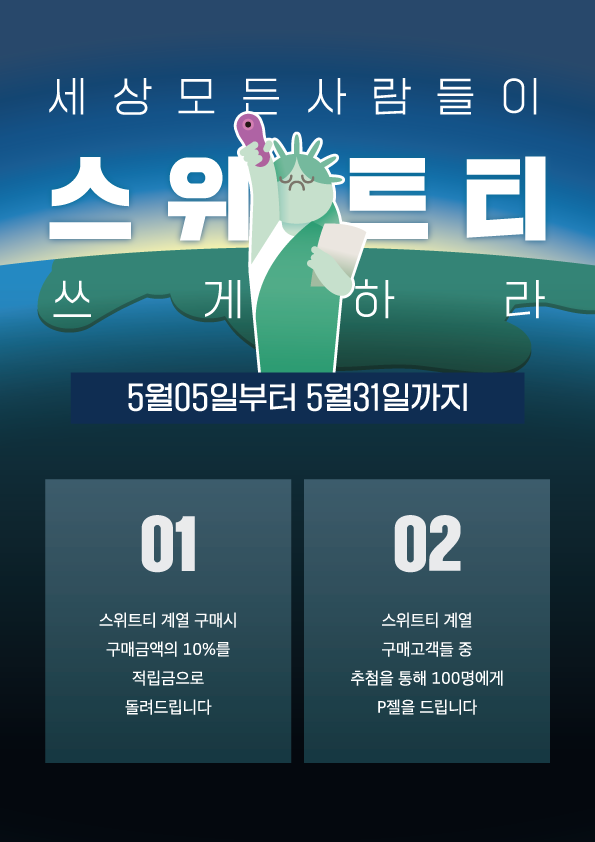 세상모든사람들이
스위트티
쓰게하라
5월05일부터 5월31일까지
01
스위트티 계열 구매시
구매금액의 10%를
적립금으로
돌려드립니다
02
스위트티 계열
구매고객들 중
추첨을 통해 100명에게
P젤을 드립니다